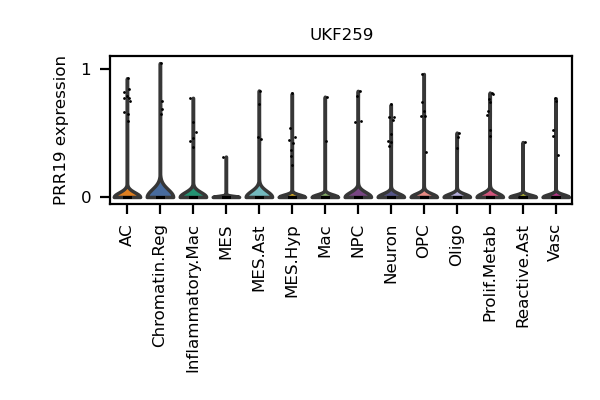 UKF259
PRR19 expression
1
0
AC
Chromatin.Reg
Inflammatory.Mac
MES
MES.Ast
MES.Hyp
Mac
NPC
Neuron
OPC
Oligo
Prolif.Metab
Reactive.Ast
Vasc